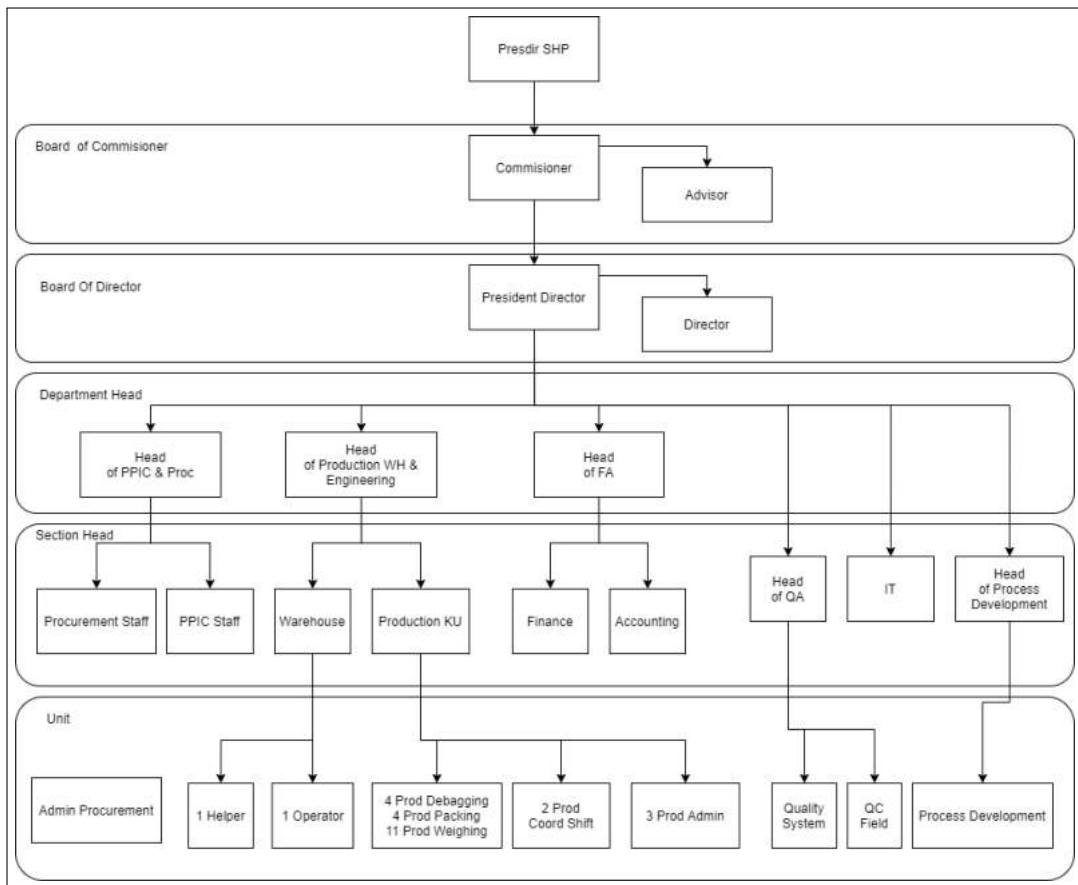 Presdir SHP
Board of Commisioner
Commisioner
Advisor
Board Of Director
President Director
Director
Department Head
Head
of PPIC & Proc
Head
of Production WH &
Engineering
Head
of FA
Section Head
Procurement Staff
PPIC Staff
Warehouse
Production KU
Finance
Accounting
Head
of QA
IT
Head
of Process
Development
Unit
Admin Procurement
1 Helper
1 Operator
4 Prod Debagging
4 Prod Packing
11 Prod Weighing
2 Prod
Coord Shift
3 Prod Admin
Quality
System
QC
Field
Process Development